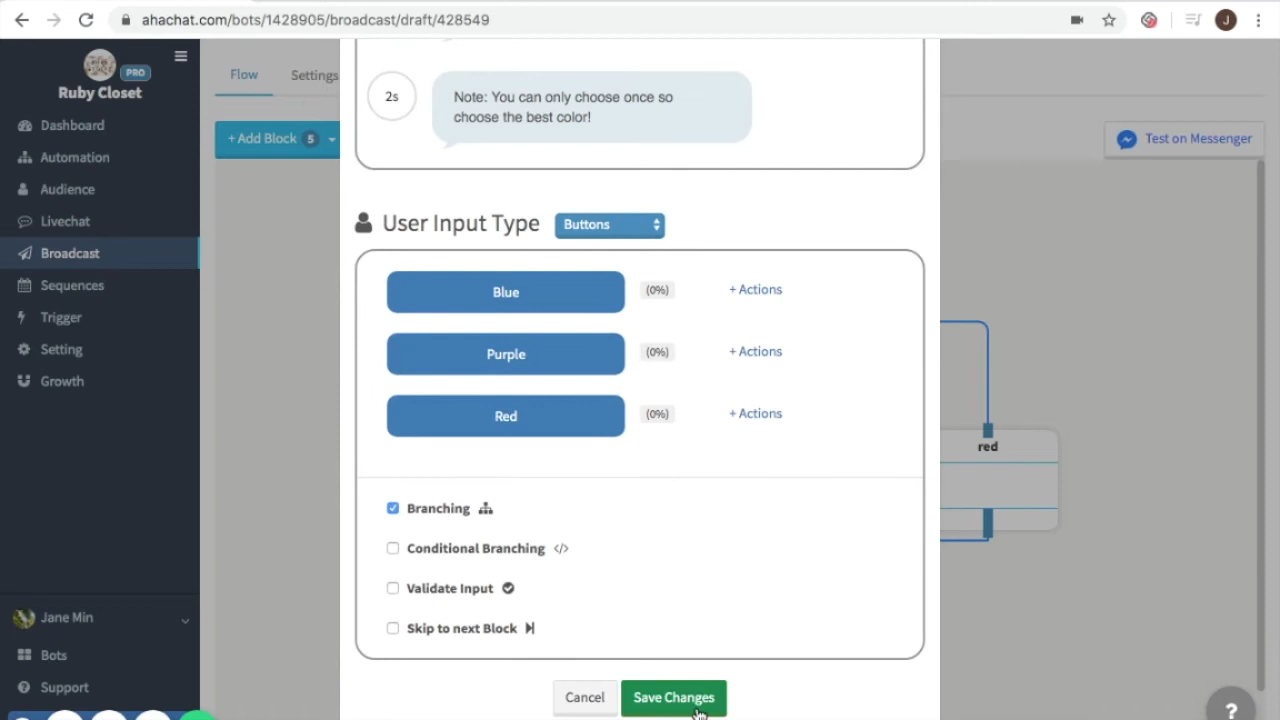 ahachat.com/bots/1428905/broadcast/draft/428549
J
PRO
Ruby Closet
Dashboard
Automation
Audience
Livechat
Broadcast
Sequences
Trigger
Setting
Growth
Jane Min
Bots
Support
Flow
Settings
+ Add Block 5
Test on Messenger
2s
Note: You can only choose once so
choose the best color!
User Input Type
Buttons
Blue
(0%)
+ Actions
Purple
(0%)
+ Actions
Red
(0%)
+ Actions
Branching
Conditional Branching </>
Validate Input
Skip to next Block
Cancel
Save Changes
red
?